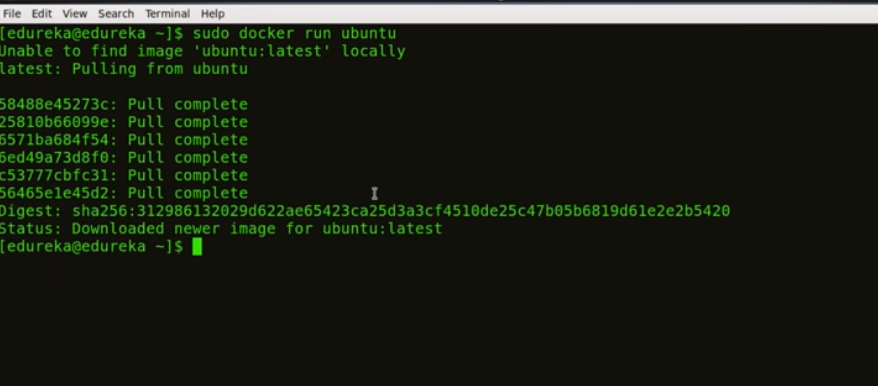 File Edit View Search Terminal Help
[edureka@edureka ~]$ sudo docker run ubuntu
Unable to find image 'ubuntu:latest' locally
latest: Pulling from ubuntu
58488e45273c: Pull complete
25810b66099e: Pull complete
6571ba684f54: Pull complete
6ed49a73d8f0: Pull complete
c53777cbfc31: Pull complete
56465e1e45d2: Pull complete
Digest: sha256:312986132029d622ae65423ca25d3a3cf4510de25c47b05b6819d61e2e2b5420
Status: Downloaded newer image for ubuntu:latest
[edureka@edureka ~]$